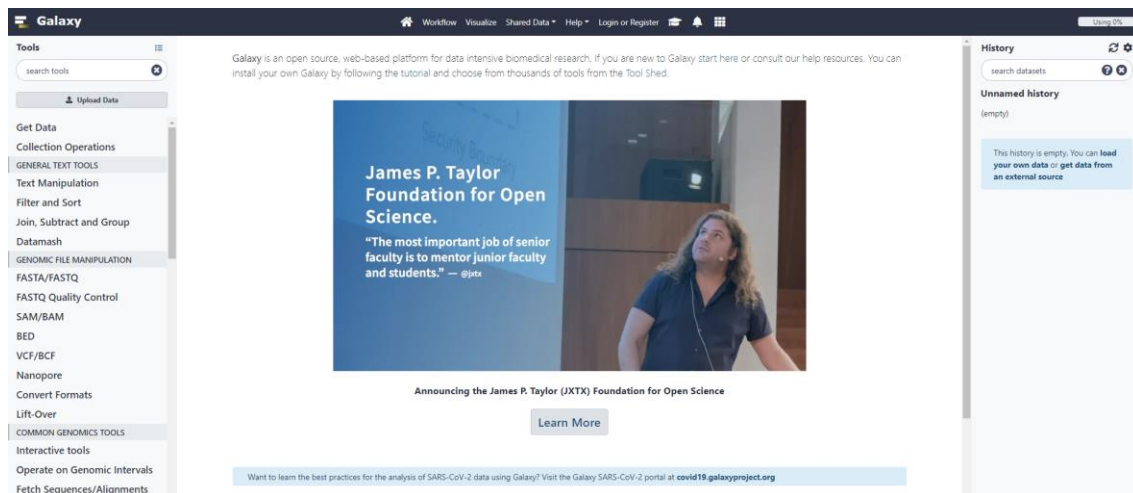 Galaxy
Workflow Visualize Shared Data Help Login or Register
Using 0%
Tools
search tools
Upload Data
Get Data
Collection Operations
GENERAL TEXT TOOLS
Text Manipulation
Filter and Sort
Join, Subtract and Group
Datamash
GENOMIC FILE MANIPULATION
FASTA/FASTQ
FASTQ Quality Control
SAM/BAM
BED
VCF/BCF
Nanopore
Convert Formats
Lift-Over
COMMON GENOMICS TOOLS
Interactive tools
Operate on Genomic Intervals
Fetch Sequences/Alignments
Galaxy is an open source, web-based platform for data intensive biomedical research. If you are new to Galaxy start here or consult our help resources. You can
install your own Galaxy by following the tutorial and choose from thousands of tools from the Tool Shed.
Security Boundary
James P. Taylor
Foundation for Open
Science.
“The most important job of senior
faculty is to mentor junior faculty
and students.” — @jxtx
Announcing the James P. Taylor (JXTX) Foundation for Open Science
Learn More
Want to learn the best practices for the analysis of SARS-CoV-2 data using Galaxy? Visit the Galaxy SARS-CoV-2 portal at covid19.galaxyproject.org
History
search datasets
Unnamed history
(empty)
This history is empty. You can load
your own data or get data from
an external source